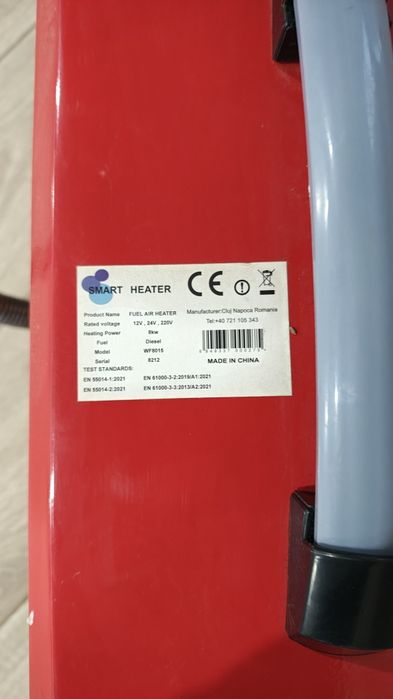 SMART HEATER
Product Name FUEL AIR HEATER
Rated voltage 12V , 24V , 220V
Heating Power 8kw
Fuel Diesel
Model WF8015
Serial 8212
TEST STANDARDS:
EN 55014-1:2021 EN 61000-3-2:2019/A1:2021
EN 55014-2:2021 EN 61000-3-3:2013/A2:2021
CE
Manufacturer:Cluj Napoca Romania
Tel:+40 721 105 343
MADE IN CHINA